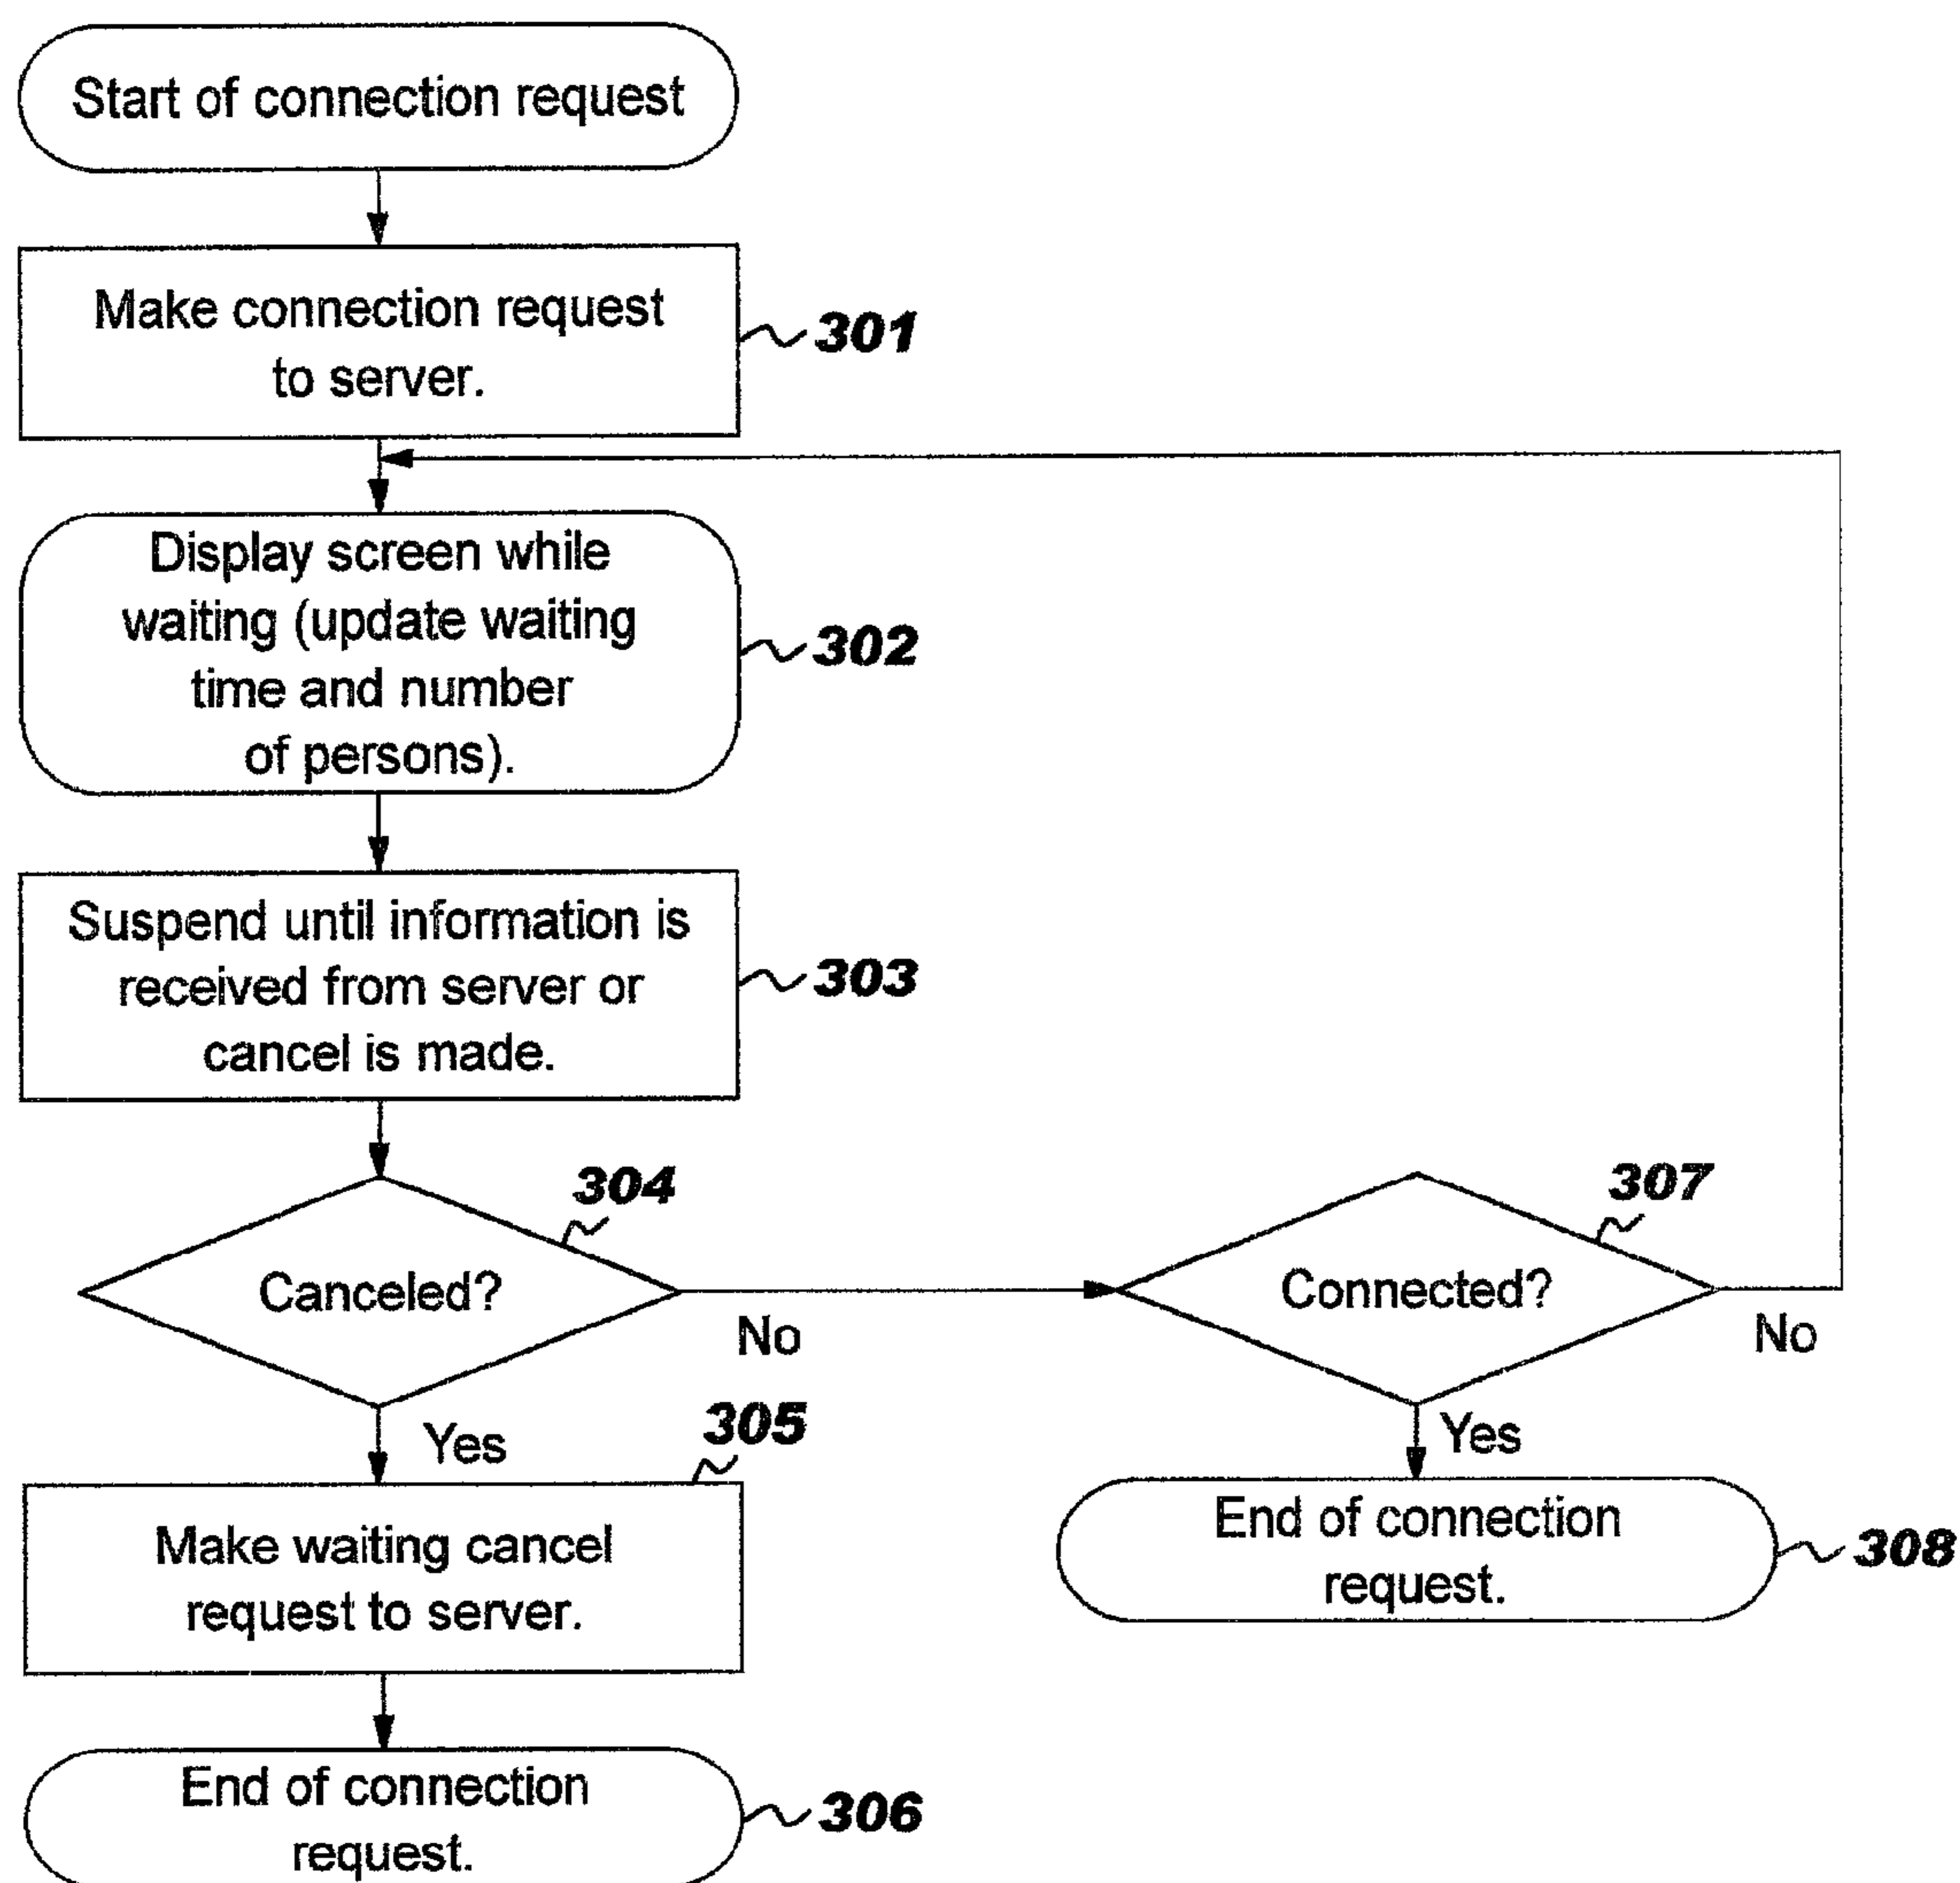 Start of connection request
Make connection request
to server.
301
Display screen while
waiting (update waiting
time and number
of persons).
302
Suspend until information is
received from server or
cancel is made.
303
304
Canceled?
No
307
Connected?
No
Yes
305
Make waiting cancel
request to server.
Yes
End of connection
request.
308
End of connection
request.
306